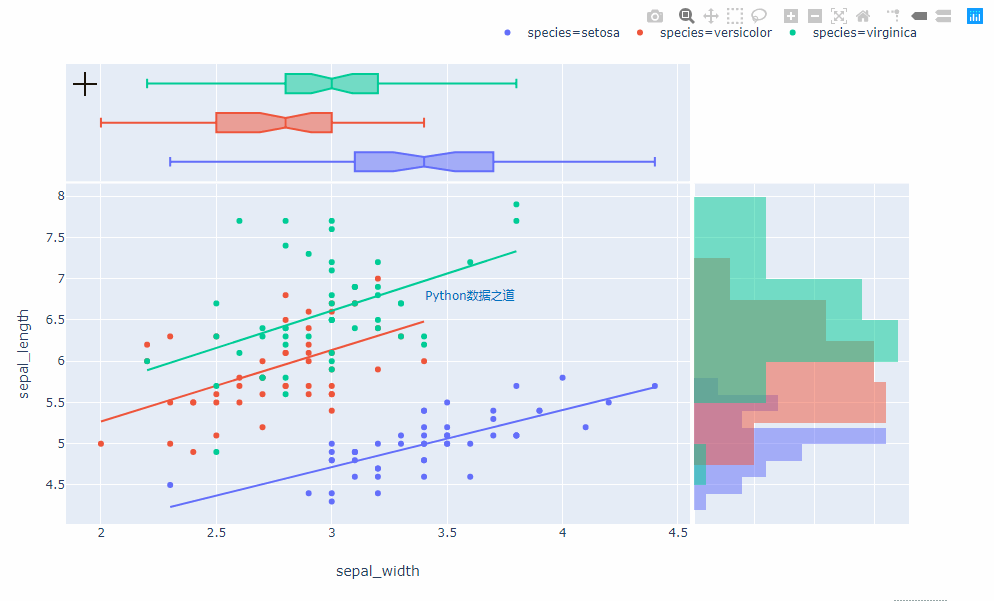 species=setosa species=versicolor species=virginica
8
7.5
7
Python数据之道
6.5
6
5.5
5
4.5
sepal_length
2 2.5 3 3.5 4 4.5
sepal_width